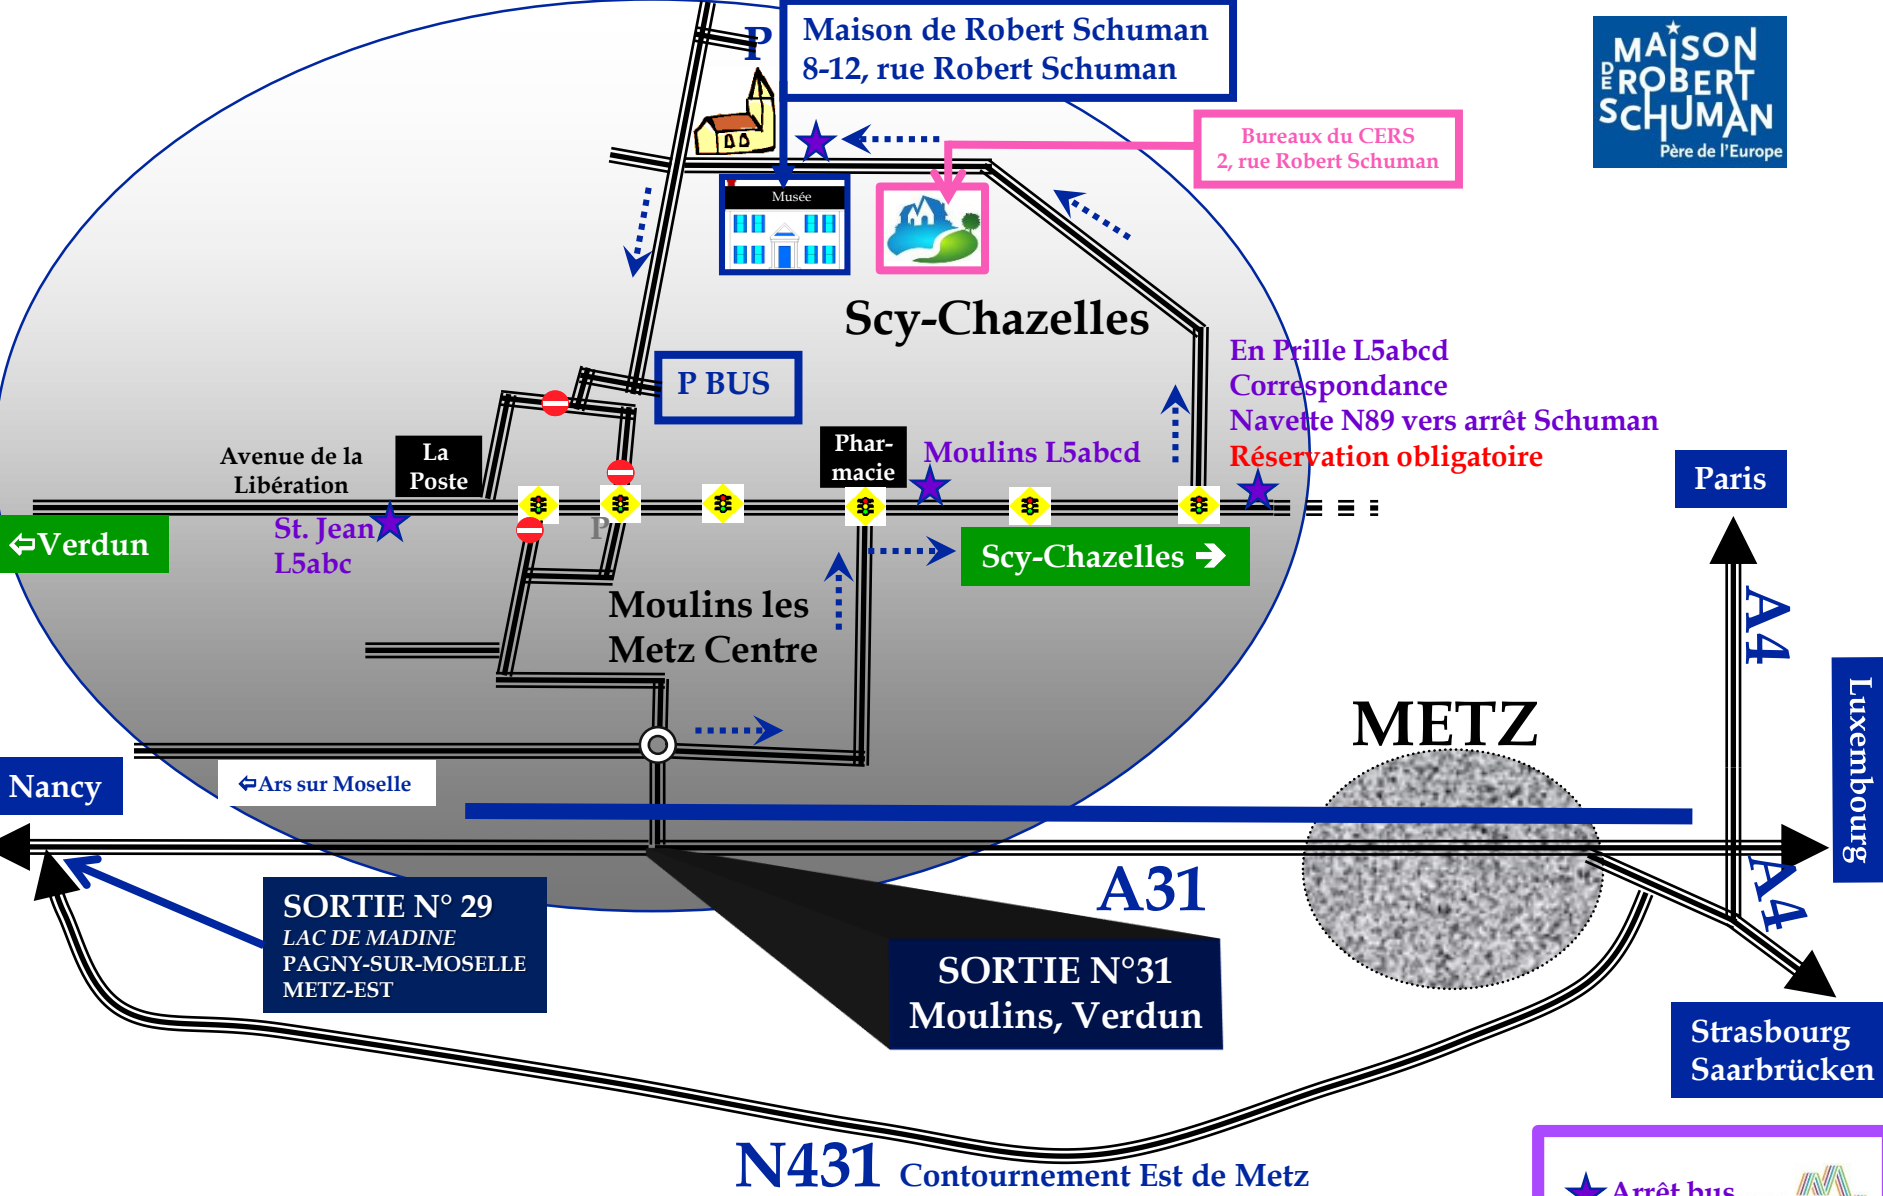 P
Maison de Robert Schuman
8-12, rue Robert Schuman
MAISON
DE ROBERT
SCHUMAN
Père de l'Europe
Bureaux du CERS
2, rue Robert Schuman
Musée
Scy-Chazelles
En Prille L5abcd
Correspondance
Navette N89 vers arrêt Schuman
Réservation obligatoire
P BUS
Avenue de la
Libération
La
Poste
Phar-
macie
Moulins L5abcd
Paris
St. Jean
L5abc
P
⇦Verdun
Scy-Chazelles ➔
Moulins les
Metz Centre
A4
Luxembourg
METZ
Nancy
⇦Ars sur Moselle
A31
A4
SORTIE N° 29
LAC DE MADINE
PAGNY-SUR-MOSELLE
METZ-EST
SORTIE N°31
Moulins, Verdun
Strasbourg
Saarbrücken
N431 Contournement Est de Metz
Arrêt bus